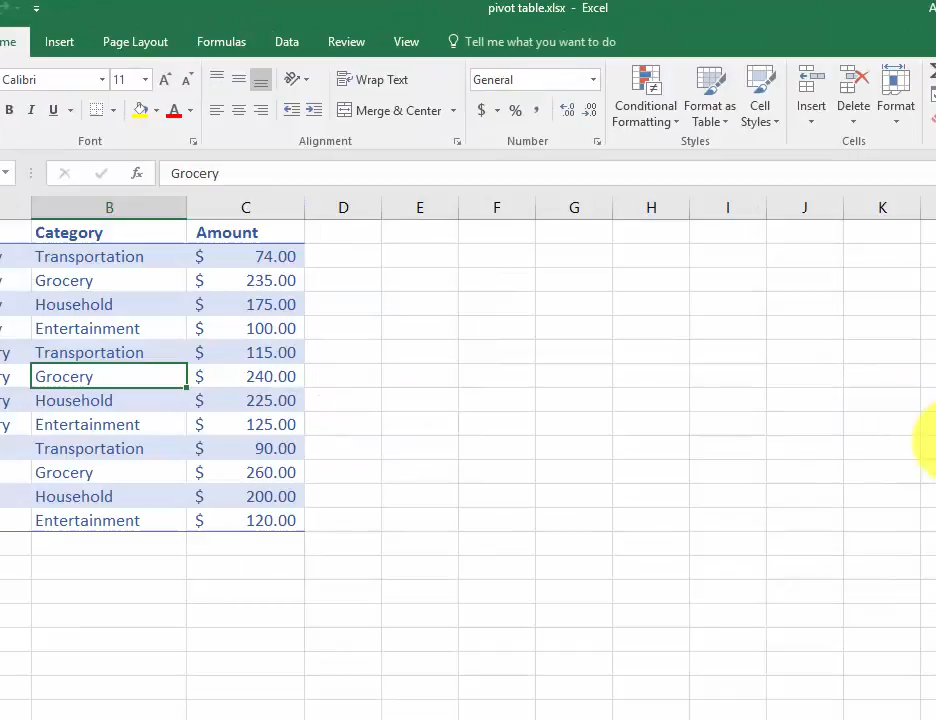 pivot table.xlsx - Excel
Insert Page Layout Formulas Data Review View Tell me what you want to do
Calibri 11 Wrap Text General
B I U Merge & Center $ % , Conditional Formatting Format as Table Cell Styles Insert Delete Format
Font Alignment Number Styles Cells
fx Grocery
B C D E F G H I J K
Category Amount
Transportation $ 74.00
Grocery $ 235.00
Household $ 175.00
Entertainment $ 100.00
Transportation $ 115.00
Grocery $ 240.00
Household $ 225.00
Entertainment $ 125.00
Transportation $ 90.00
Grocery $ 260.00
Household $ 200.00
Entertainment $ 120.00